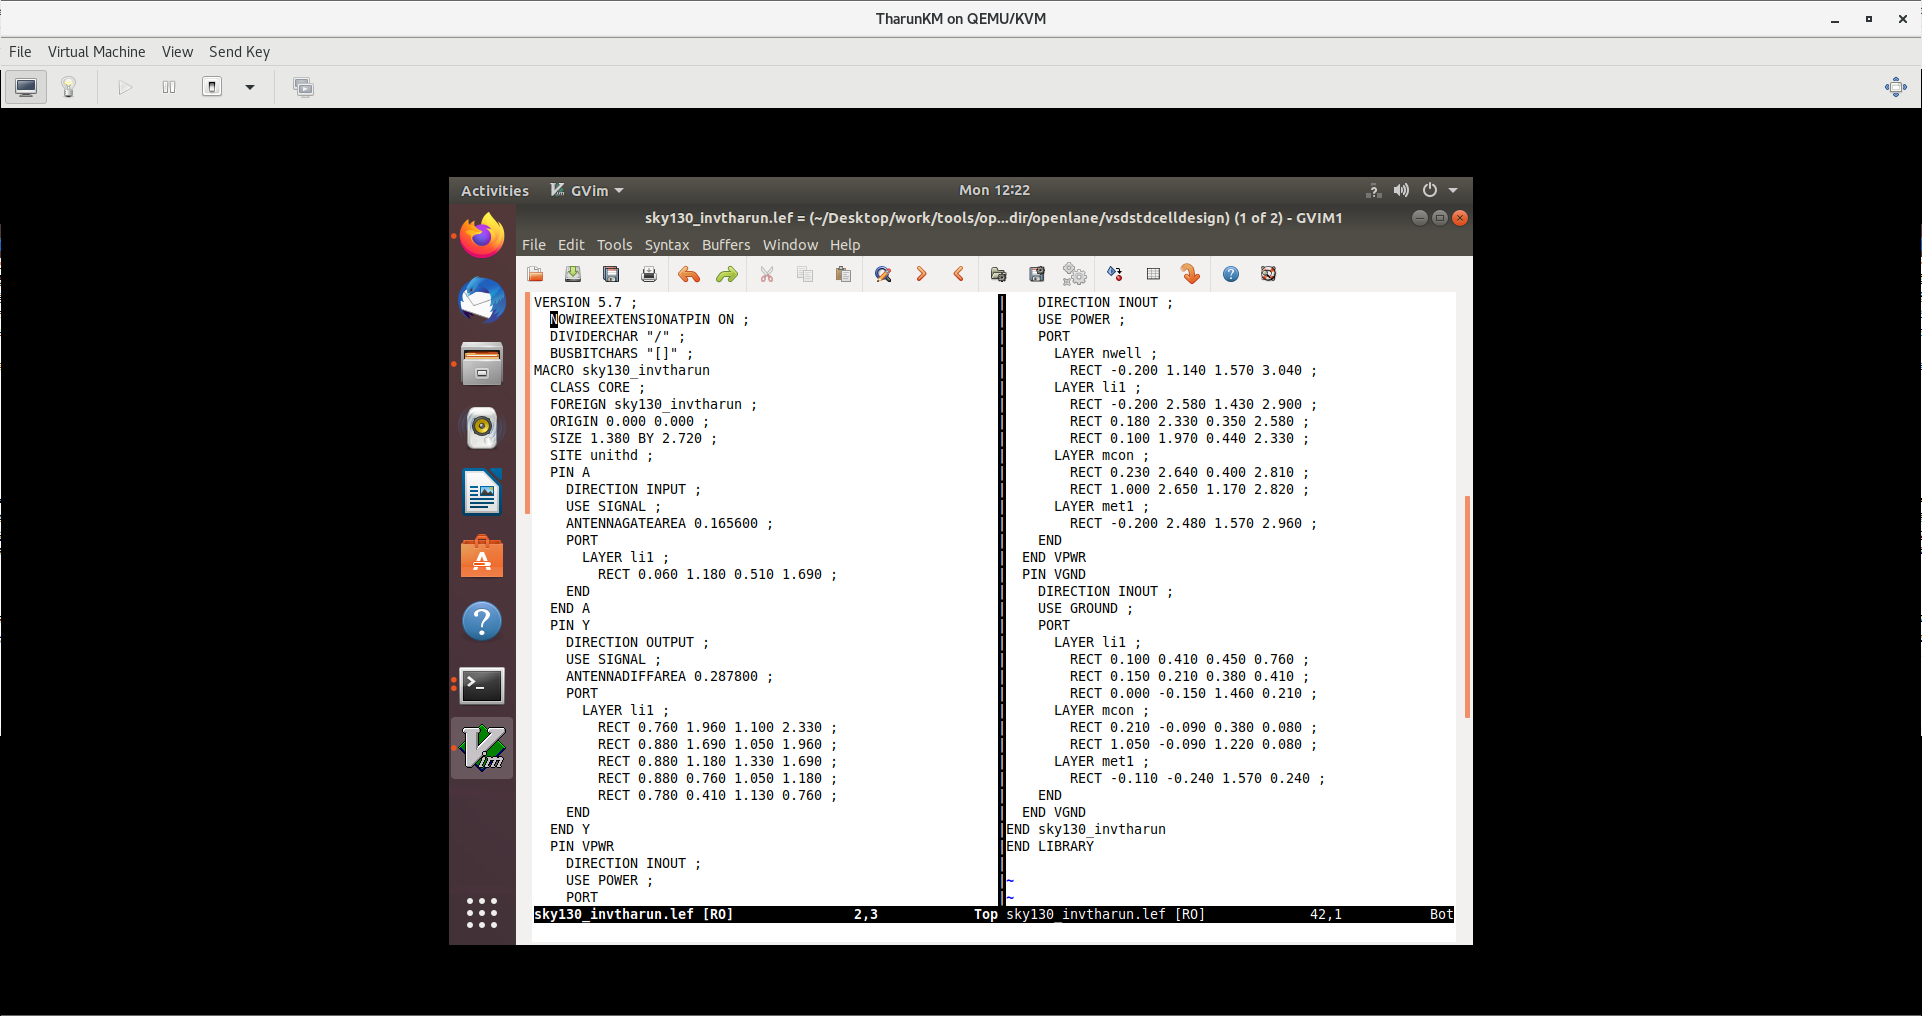 TharunKM on QEMU/KVM
File Virtual Machine View Send Key
Activities GVim Mon 12:22
sky130_invtharun.lef = (~/Desktop/work/tools/op...dir/openlane/vsdstdcelldesign) (1 of 2) - GVIM1
File Edit Tools Syntax Buffers Window Help
VERSION 5.7 ;
NOWIREEXTENSIONATPIN ON ;
DIVIDERCHAR "/" ;
BUSBITCHARS "[]" ;
MACRO sky130_invtharun
CLASS CORE ;
FOREIGN sky130_invtharun ;
ORIGIN 0.000 0.000 ;
SIZE 1.380 BY 2.720 ;
SITE unithd ;
PIN A
DIRECTION INPUT ;
USE SIGNAL ;
ANTENNAGATEAREA 0.165600 ;
PORT
LAYER li1 ;
RECT 0.060 1.180 0.510 1.690 ;
END
END A
PIN Y
DIRECTION OUTPUT ;
USE SIGNAL ;
ANTENNADIFFAREA 0.287800 ;
PORT
LAYER li1 ;
RECT 0.760 1.960 1.100 2.330 ;
RECT 0.880 1.690 1.050 1.960 ;
RECT 0.880 1.180 1.330 1.690 ;
RECT 0.880 0.760 1.050 1.180 ;
RECT 0.780 0.410 1.130 0.760 ;
END
END Y
PIN VPWR
DIRECTION INOUT ;
USE POWER ;
PORT
sky130_invtharun.lef [RO] 2,3 Top
DIRECTION INOUT ;
USE POWER ;
PORT
LAYER nwell ;
RECT -0.200 1.140 1.570 3.040 ;
LAYER li1 ;
RECT -0.200 2.580 1.430 2.900 ;
RECT 0.180 2.330 0.350 2.580 ;
RECT 0.100 1.970 0.440 2.330 ;
LAYER mcon ;
RECT 0.230 2.640 0.400 2.810 ;
RECT 1.000 2.650 1.170 2.820 ;
LAYER met1 ;
RECT -0.200 2.480 1.570 2.960 ;
END
END VPWR
PIN VGND
DIRECTION INOUT ;
USE GROUND ;
PORT
LAYER li1 ;
RECT 0.100 0.410 0.450 0.760 ;
RECT 0.150 0.210 0.380 0.410 ;
RECT 0.000 -0.150 1.460 0.210 ;
LAYER mcon ;
RECT 0.210 -0.090 0.380 0.080 ;
RECT 1.050 -0.090 1.220 0.080 ;
LAYER met1 ;
RECT -0.110 -0.240 1.570 0.240 ;
END
END VGND
END sky130_invtharun
END LIBRARY
~
~
sky130_invtharun.lef [RO] 42,1 Bot